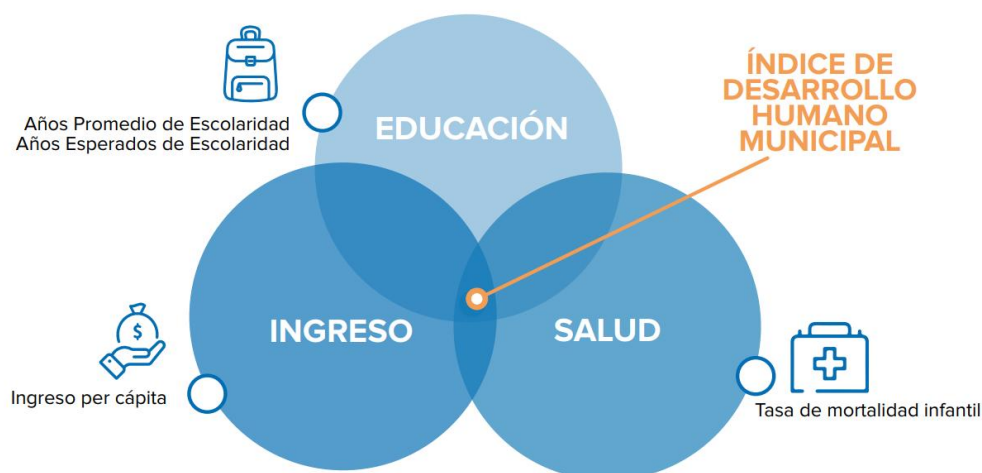 ÍNDICE DE
DESARROLLO
HUMANO
MUNICIPAL
Años Promedio de Escolaridad
Años Esperados de Escolaridad
EDUCACIÓN
INGRESO
SALUD
$
Ingreso per cápita
Tasa de mortalidad infantil